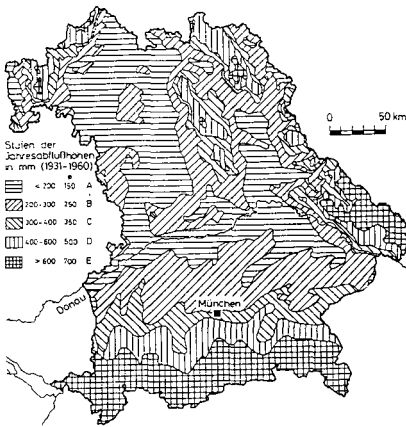 Stufen der
Jahresabflußhöhen
in mm (1931-1960)
< 200 150 A
200-300 250 B
300-400 350 C
400-600 500 D
> 600 700 E
0 50 km
Donau
München